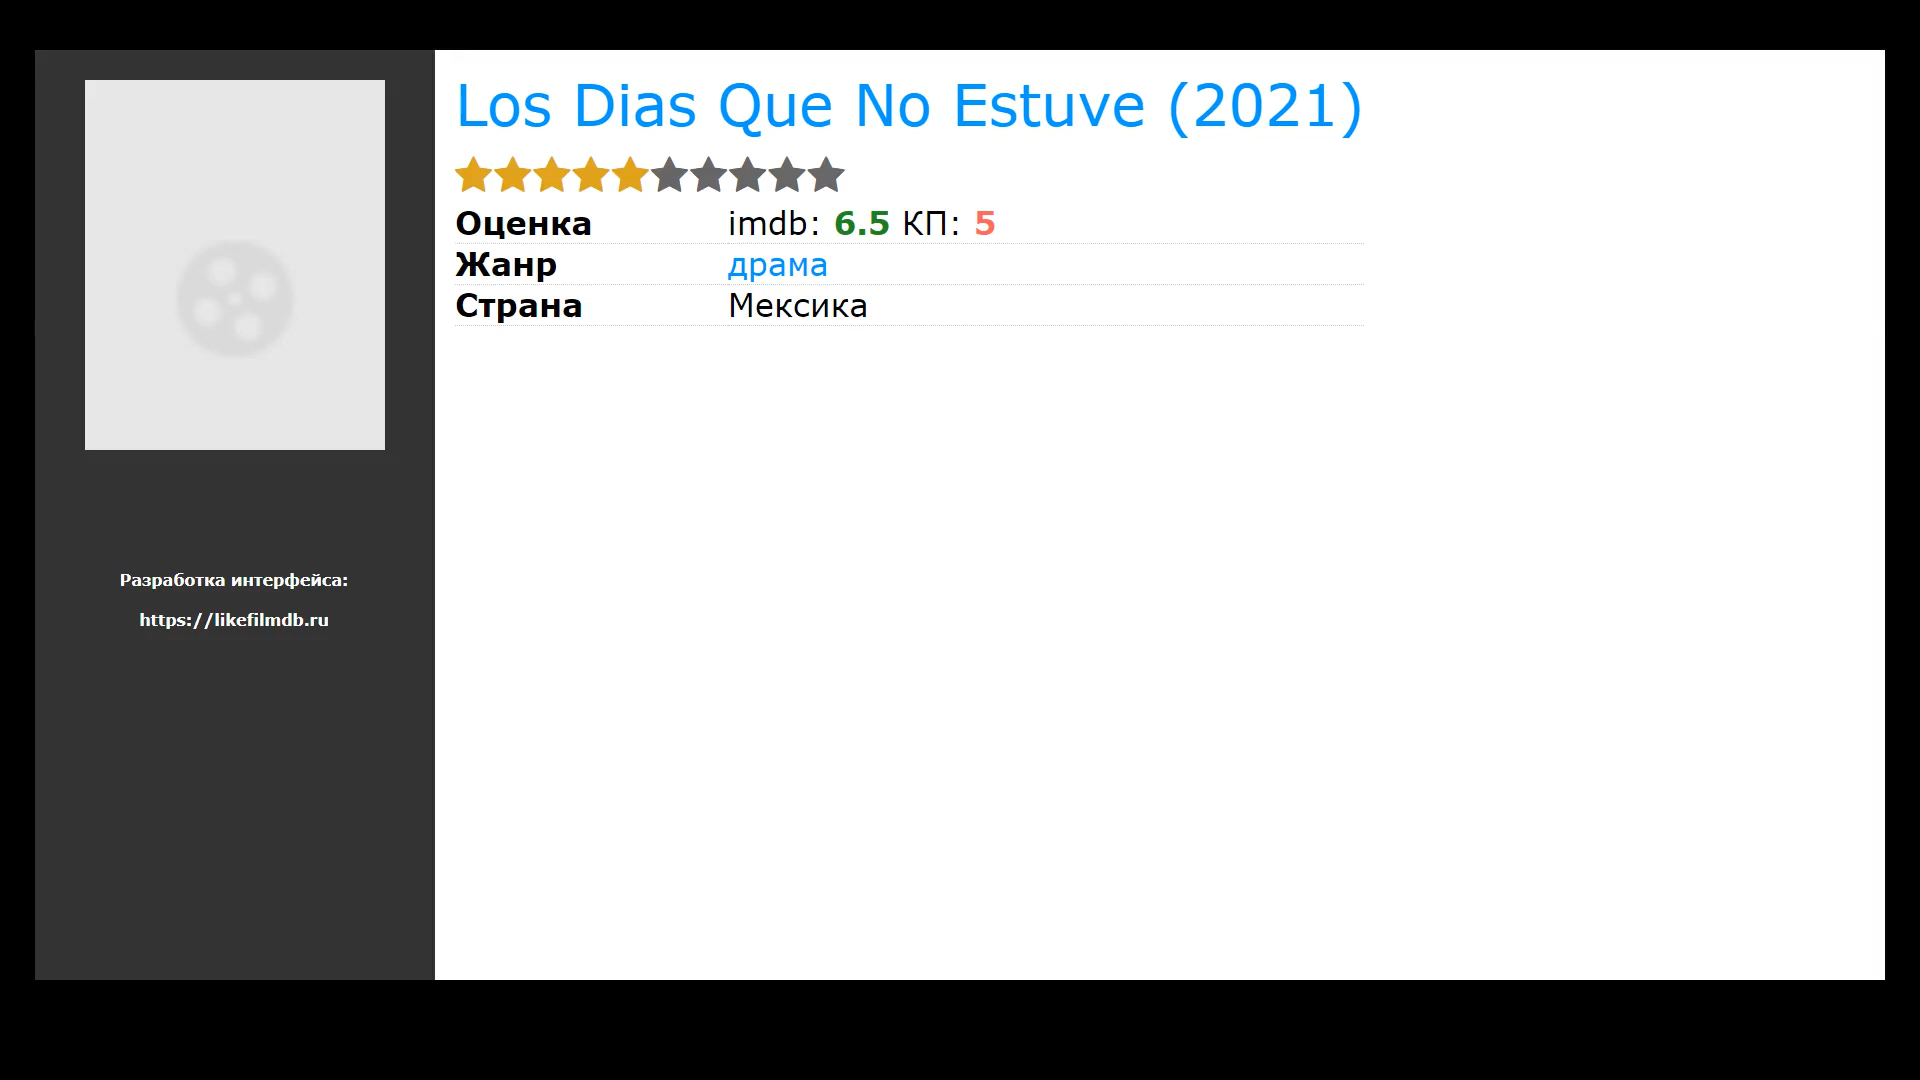 Los Dias Que No Estuve (2021)
Оценка imdb: 6.5 КП: 5
Жанр драма
Страна Мексика
Разработка интерфейса:
https://likefilmdb.ru